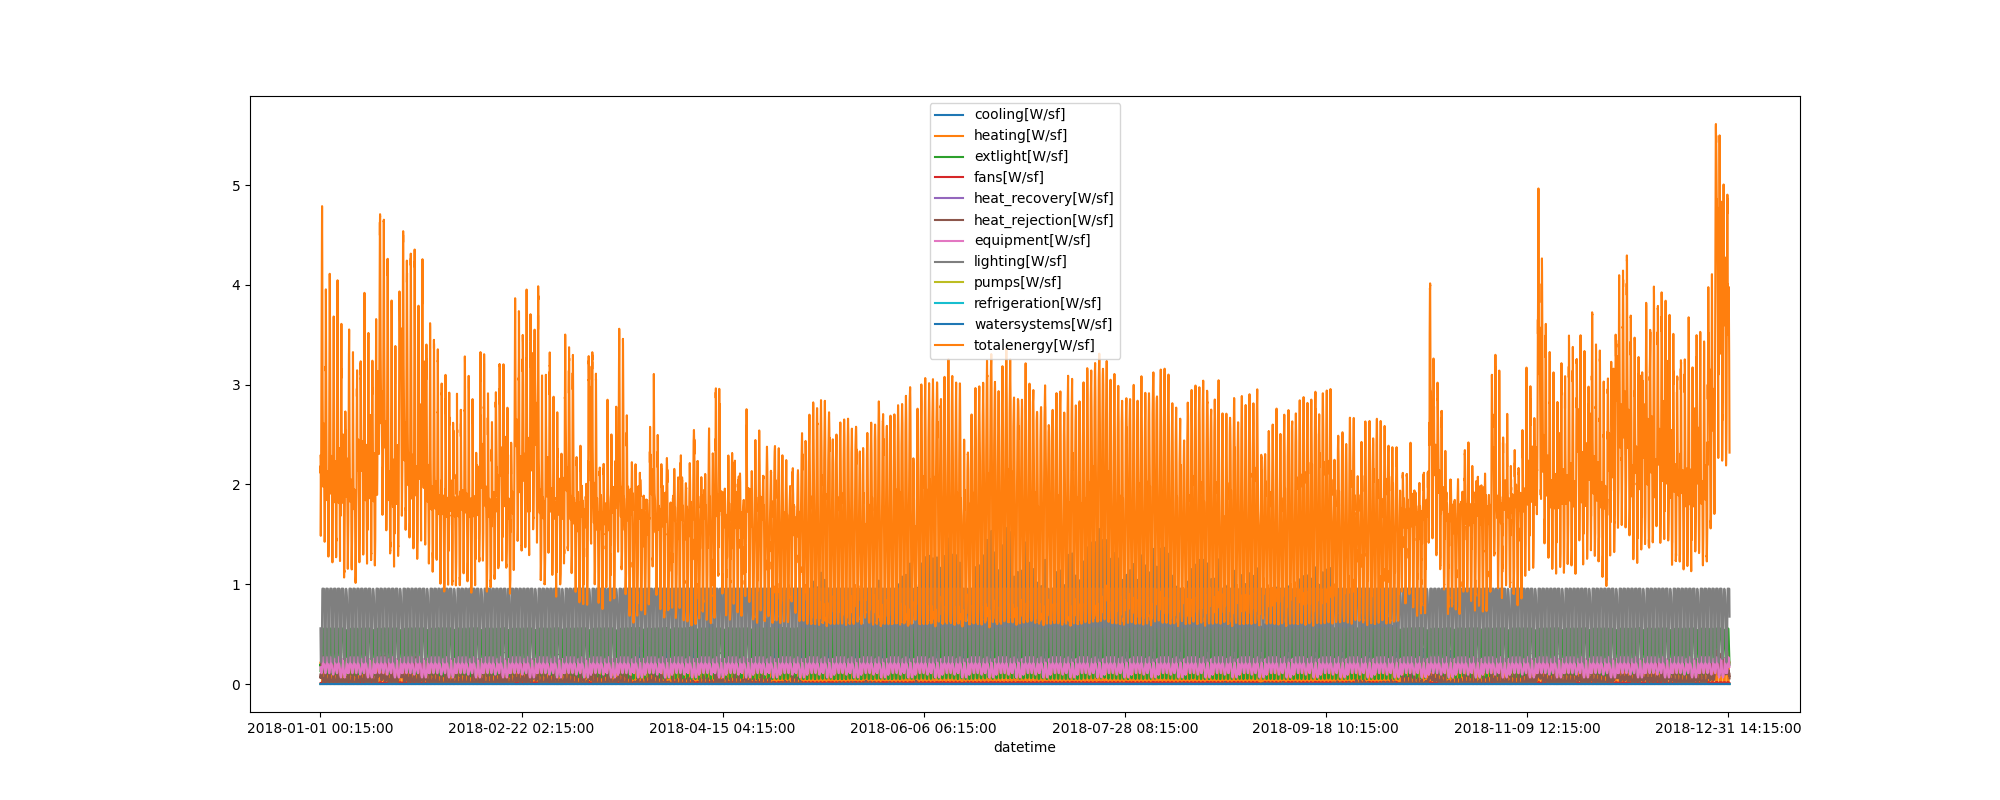 cooling[W/sf]
heating[W/sf]
extlight[W/sf]
fans[W/sf]
heat_recovery[W/sf]
heat_rejection[W/sf]
equipment[W/sf]
lighting[W/sf]
pumps[W/sf]
refrigeration[W/sf]
watersystems[W/sf]
totalenergy[W/sf]
5
4
3
2
1
0
2018-01-01 00:15:00 2018-02-22 02:15:00 2018-04-15 04:15:00 2018-06-06 06:15:00 2018-07-28 08:15:00 2018-09-18 10:15:00 2018-11-09 12:15:00 2018-12-31 14:15:00
datetime